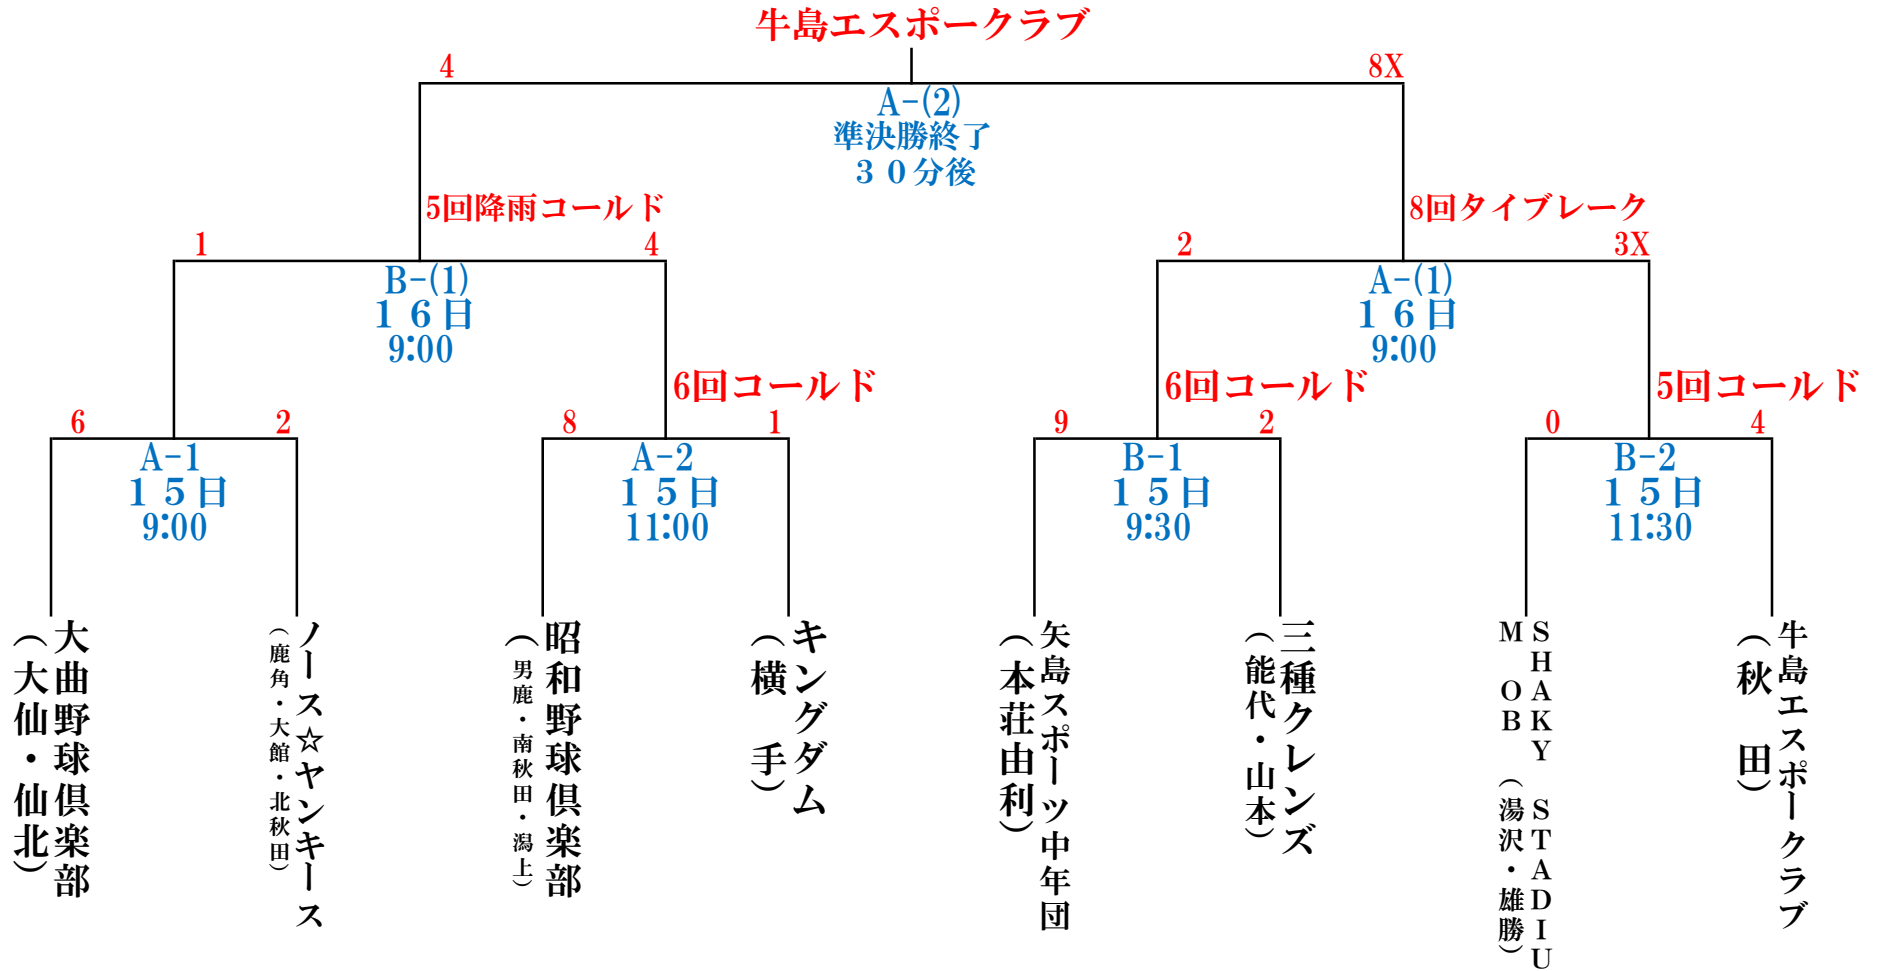 牛島エスポークラブ
4
8X
A-(2)
準決勝終了
３０分後
5回降雨コールド
8回タイブレーク
1
4
2
3X
B-(1)
１６日
9:00
A-(1)
１６日
9:00
6回コールド
6回コールド
5回コールド
6
2
8
1
9
2
0
4
A-1
１５日
9:00
A-2
１５日
11:00
B-1
１５日
9:30
B-2
１５日
11:30
大曲野球倶楽部
（大仙・仙北）
ノース☆ヤンキース
（鹿角・大館・北秋田）
昭和野球倶楽部
（男鹿・南秋田・潟上）
キングダム
（横　手）
矢島スポーツ中年団
（本荘由利）
三種クレンズ
（能代・山本）
SHAKY STADIU
M OB （湯沢・雄勝）
牛島エスポークラブ
（秋　田）